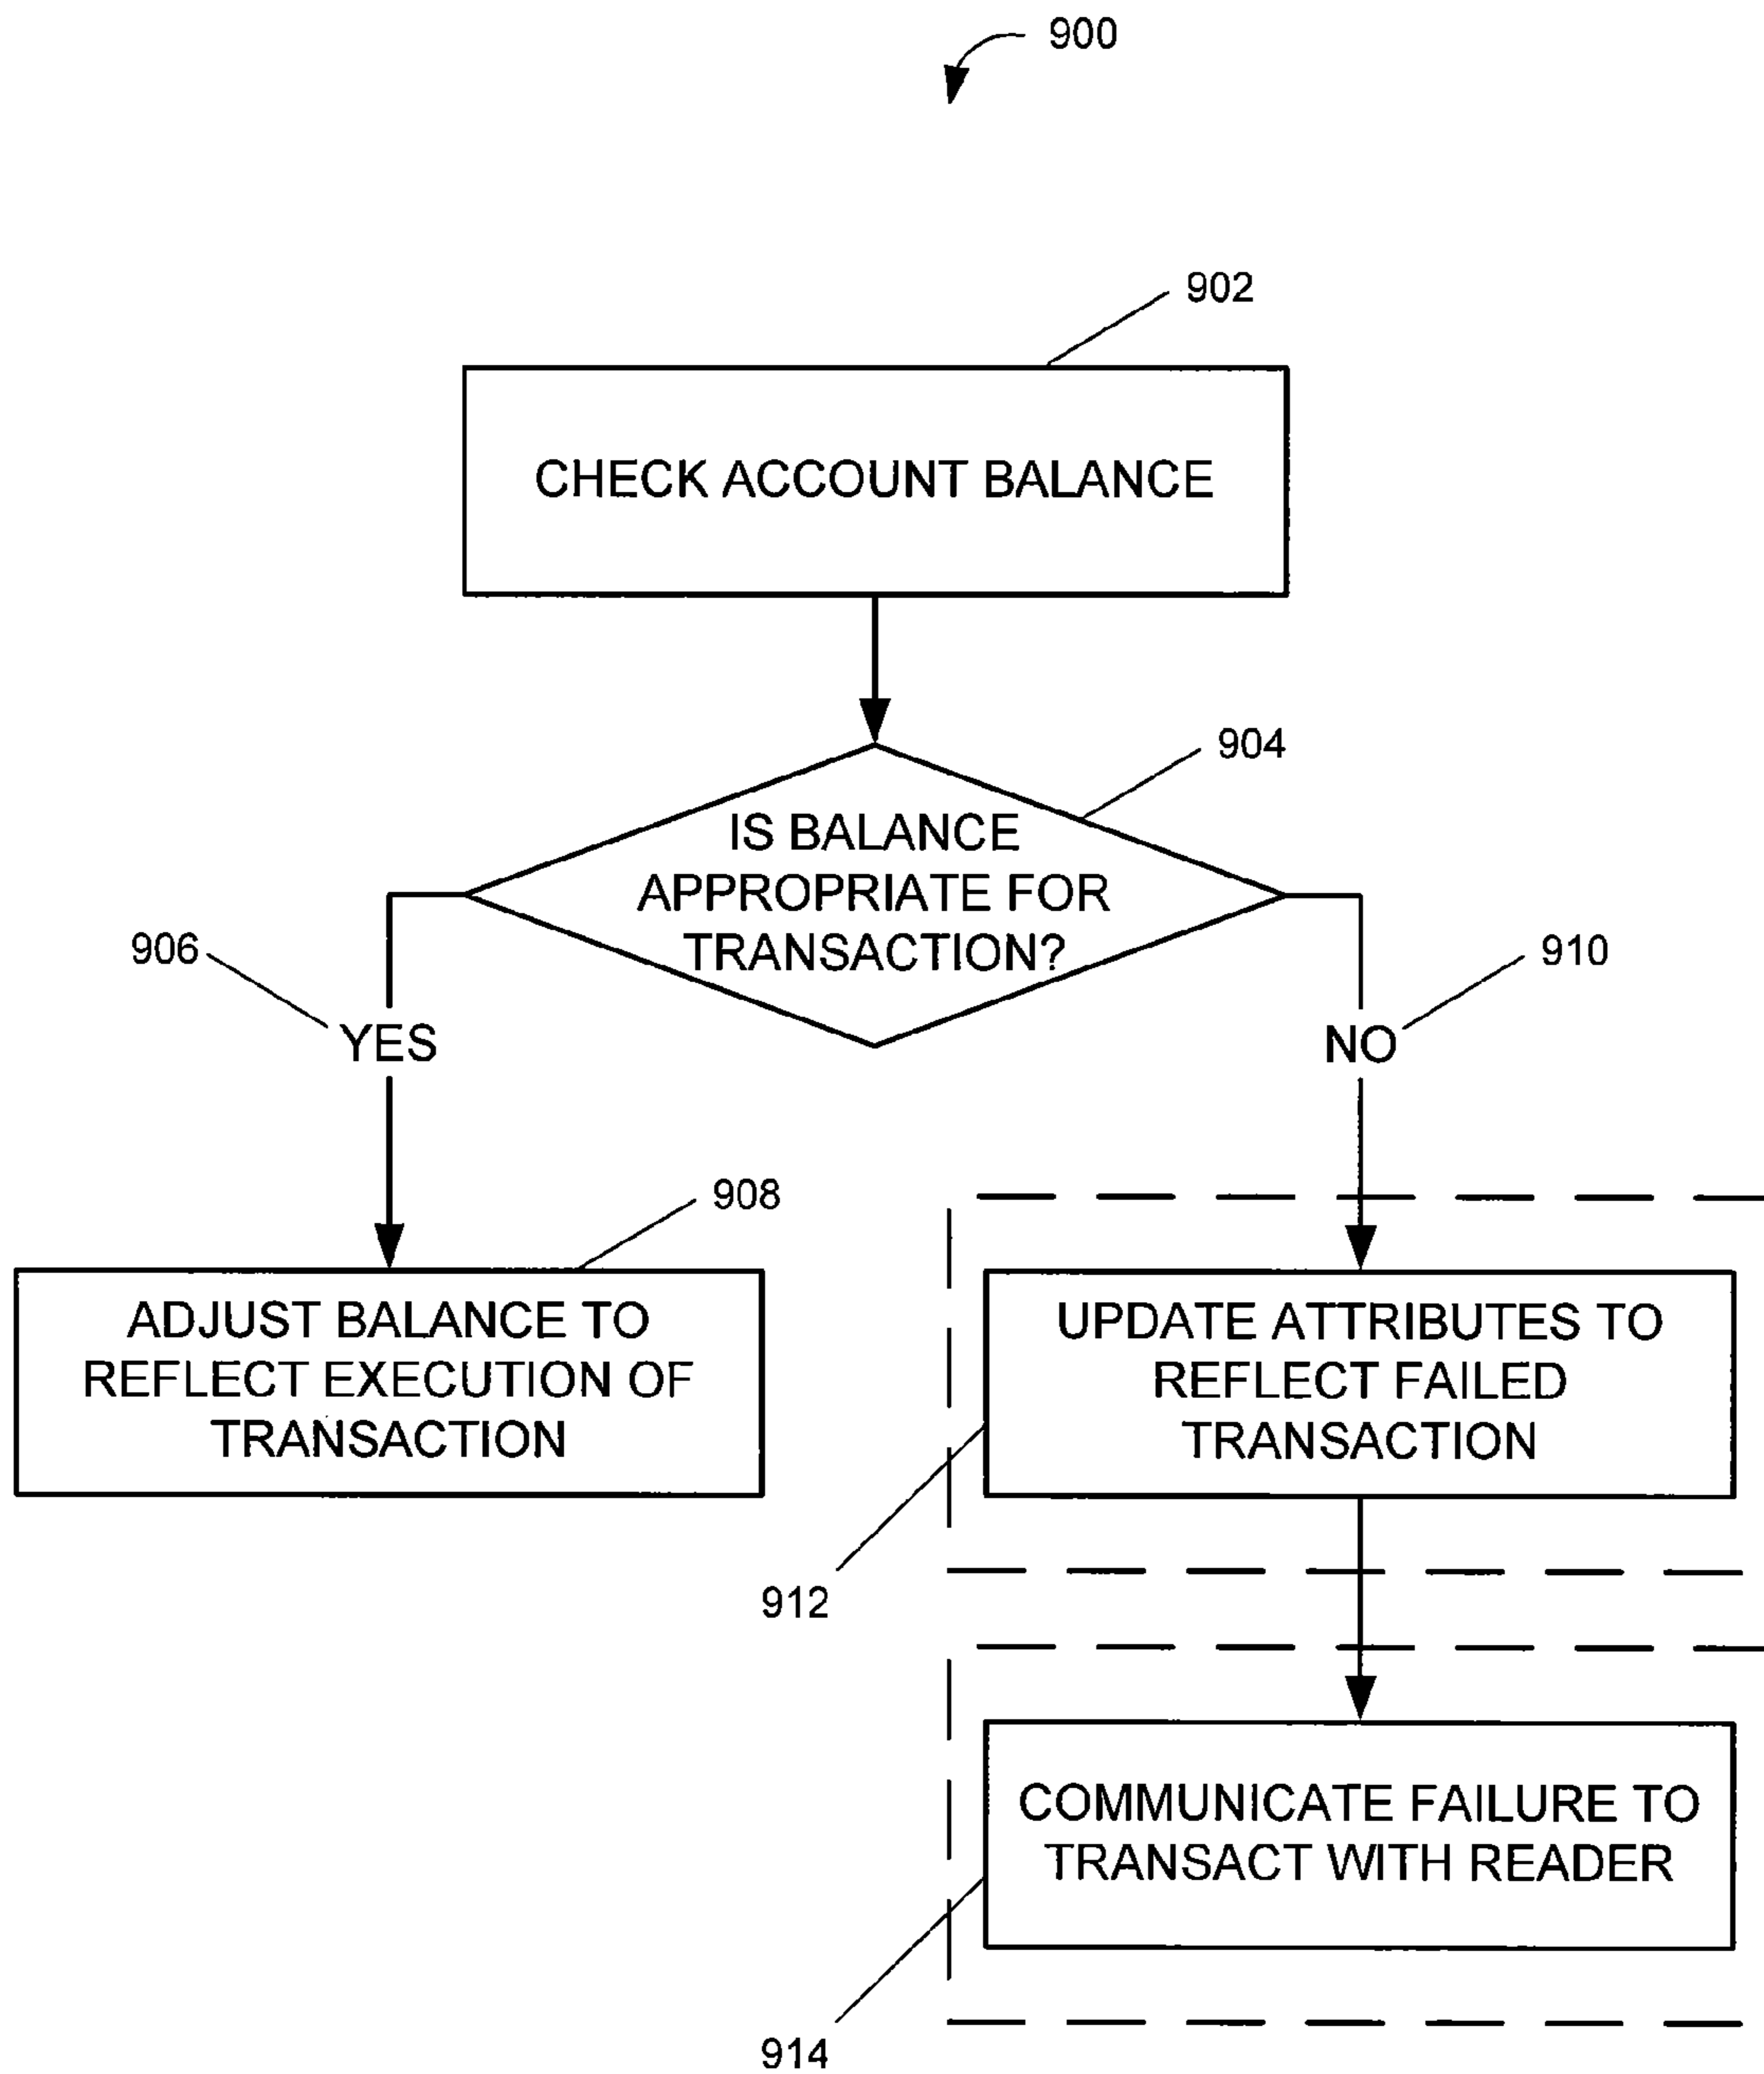 900
902
CHECK ACCOUNT BALANCE
904
IS BALANCE
APPROPRIATE FOR
TRANSACTION?
906
910
YES
NO
908
ADJUST BALANCE TO
REFLECT EXECUTION OF
TRANSACTION
UPDATE ATTRIBUTES TO
REFLECT FAILED
TRANSACTION
912
COMMUNICATE FAILURE TO
TRANSACT WITH READER
914